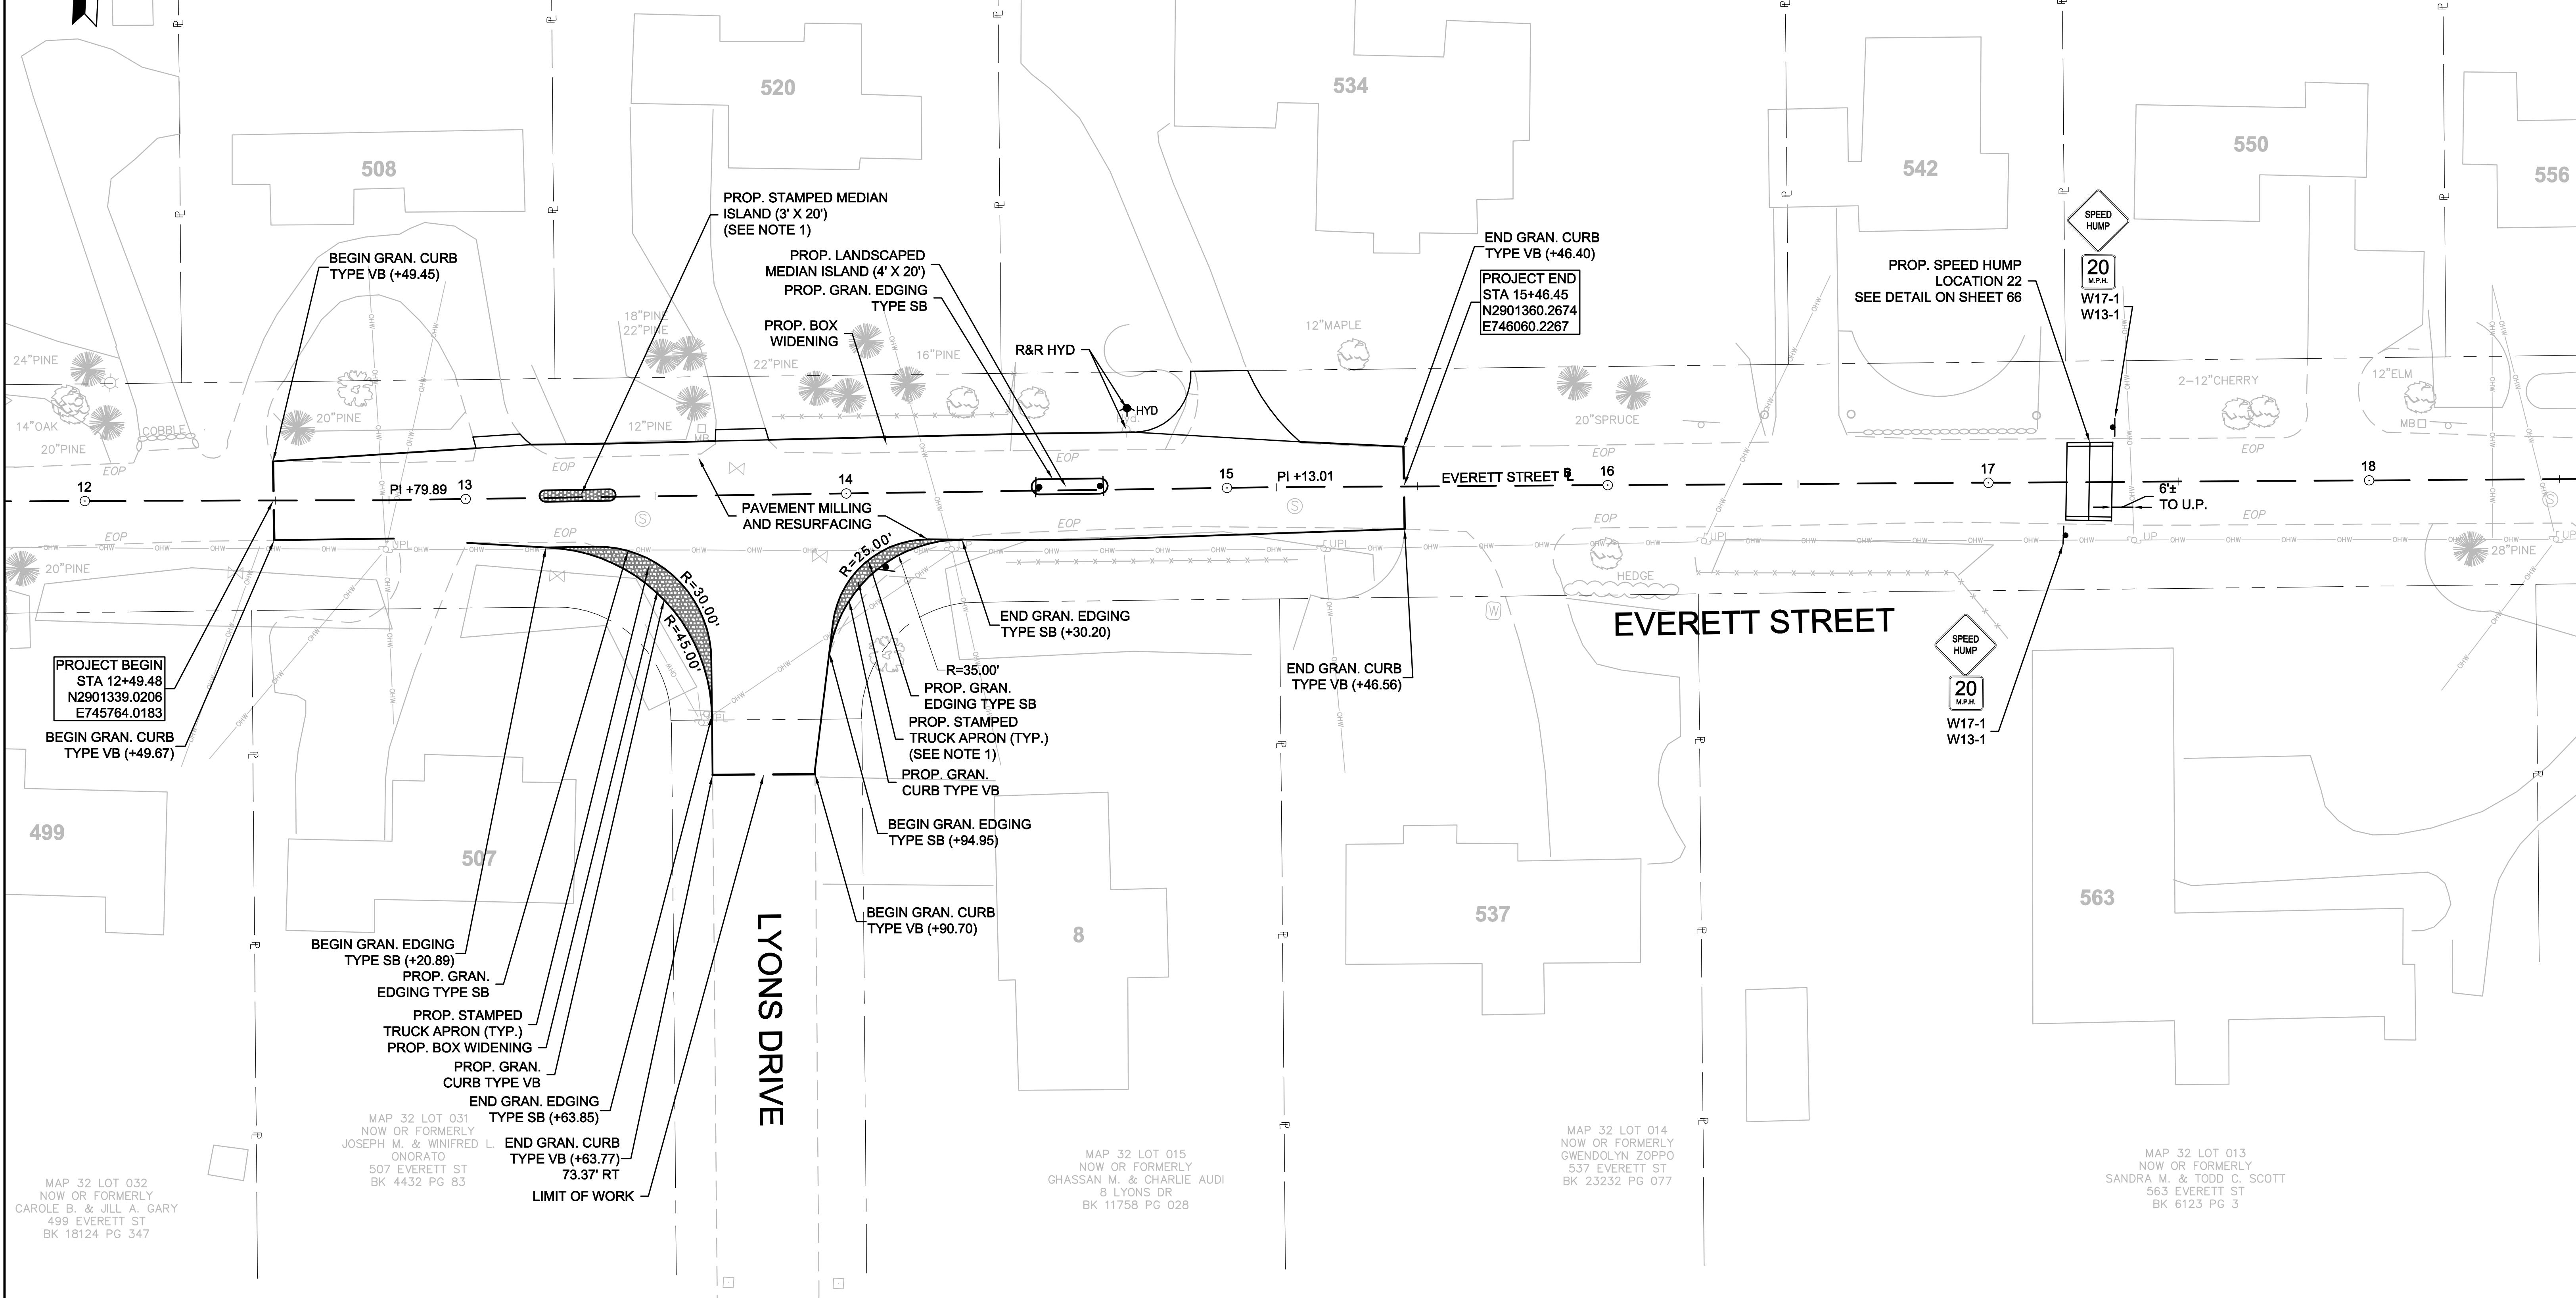 508
520
534
542
550
556
PROP. STAMPED MEDIAN
ISLAND (3' X 20')
(SEE NOTE 1)
BEGIN GRAN. CURB
TYPE VB (+49.45)
PROP. LANDSCAPED
MEDIAN ISLAND (4' X 20')
PROP. GRAN. EDGING
TYPE SB
PROP. BOX
WIDENING
R&R HYD
HYD
END GRAN. CURB
TYPE VB (+46.40)
PROJECT END
STA 15+46.45
N2901360.2674
E746060.2267
PROP. SPEED HUMP
LOCATION 22
SEE DETAIL ON SHEET 66
SPEED
HUMP
20
M.P.H.
W17-1
W13-1
24"PINE
14"OAK
20"PINE
COBBLE
20"PINE
18"PINE
22"PINE
12"PINE
MB
22"PINE
16"PINE
12"MAPLE
20"SPRUCE
2-12"CHERRY
12"ELM
MB
EOP
EOP
EOP
EOP
EOP
12
PI +79.89
13
14
15
PI +13.01
EVERETT STREET
16
17
18
6'±
TO U.P.
PAVEMENT MILLING
AND RESURFACING
EOP
EOP
EOP
EOP
EOP
20"PINE
UPL
UPL
UPL
UP
UP
28"PINE
HEDGE
S
S
S
W
R=30.00'
R=45.00'
R=25.00'
R=35.00'
END GRAN. EDGING
TYPE SB (+30.20)
PROP. GRAN.
EDGING TYPE SB
PROP. STAMPED
TRUCK APRON (TYP.)
(SEE NOTE 1)
PROP. GRAN.
CURB TYPE VB
BEGIN GRAN. EDGING
TYPE SB (+94.95)
BEGIN GRAN. CURB
TYPE VB (+90.70)
END GRAN. CURB
TYPE VB (+46.56)
EVERETT STREET
SPEED
HUMP
20
M.P.H.
W17-1
W13-1
PROJECT BEGIN
STA 12+49.48
N2901339.0206
E745764.0183
BEGIN GRAN. CURB
TYPE VB (+49.67)
499
507
8
537
563
LYONS DRIVE
BEGIN GRAN. EDGING
TYPE SB (+20.89)
PROP. GRAN.
EDGING TYPE SB
PROP. STAMPED
TRUCK APRON (TYP.)
PROP. BOX WIDENING
PROP. GRAN.
CURB TYPE VB
END GRAN. EDGING
TYPE SB (+63.85)
END GRAN. CURB
TYPE VB (+63.77)
73.37' RT
LIMIT OF WORK
MAP 32 LOT 032
NOW OR FORMERLY
CAROLE B. & JILL A. GARY
499 EVERETT ST
BK 18124 PG 347
MAP 32 LOT 031
NOW OR FORMERLY
JOSEPH M. & WINIFRED L.
ONORATO
507 EVERETT ST
BK 4432 PG 83
MAP 32 LOT 015
NOW OR FORMERLY
GHASSAN M. & CHARLIE AUDI
8 LYONS DR
BK 11758 PG 028
MAP 32 LOT 014
NOW OR FORMERLY
GWENDOLYN ZOPPO
537 EVERETT ST
BK 23232 PG 077
MAP 32 LOT 013
NOW OR FORMERLY
SANDRA M. & TODD C. SCOTT
563 EVERETT ST
BK 6123 PG 3